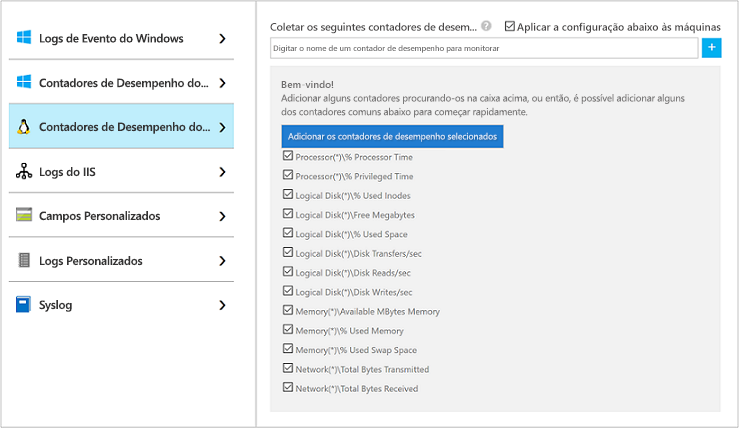 Logs de Evento do Windows
Contadores de Desempenho do...
Contadores de Desempenho do...
Logs do IIS
Campos Personalizados
Logs Personalizados
Syslog
Coletar os seguintes contadores de desem... ? Aplicar a configuração abaixo às máquinas
Digitar o nome de um contador de desempenho para monitorar
+
Bem-vindo!
Adicionar alguns contadores procurando-os na caixa acima, ou então, é possível adicionar alguns
dos contadores comuns abaixo para começar rapidamente.
Adicionar os contadores de desempenho selecionados
Processor(*)\% Processor Time
Processor(*)\% Privileged Time
Logical Disk(*)\% Used Inodes
Logical Disk(*)\Free Megabytes
Logical Disk(*)\% Used Space
Logical Disk(*)\Disk Transfers/sec
Logical Disk(*)\Disk Reads/sec
Logical Disk(*)\Disk Writes/sec
Memory(*)\Available MBytes Memory
Memory(*)\% Used Memory
Memory(*)\% Used Swap Space
Network(*)\Total Bytes Transmitted
Network(*)\Total Bytes Received